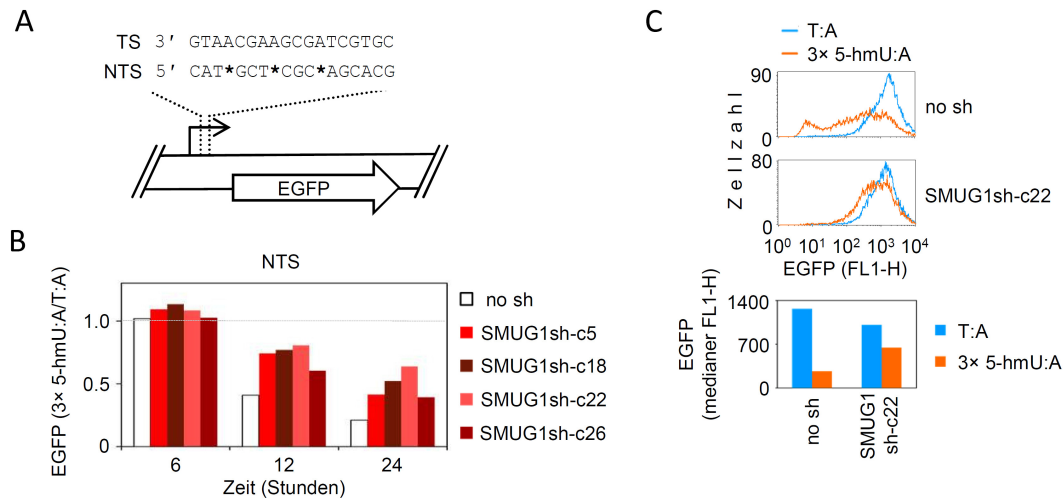 A
TS 3′ GTAACGAAGCGATCGTGC
NTS 5′ CAT*GCT*CGC*AGCACG
EGFP
B
NTS
EGFP (3× 5-hmU:A/T:A)
1.0
0.5
0
6 12 24
Zeit (Stunden)
no sh
SMUG1sh-c5
SMUG1sh-c18
SMUG1sh-c22
SMUG1sh-c26
C
T:A
3× 5-hmU:A
Zellzahl
90
0
no sh
80
0
SMUG1sh-c22
10⁰ 10¹ 10² 10³ 10⁴
EGFP (FL1-H)
EGFP
(medianer FL1-H)
1400
700
0
no sh
SMUG1
sh-c22
T:A
3× 5-hmU:A